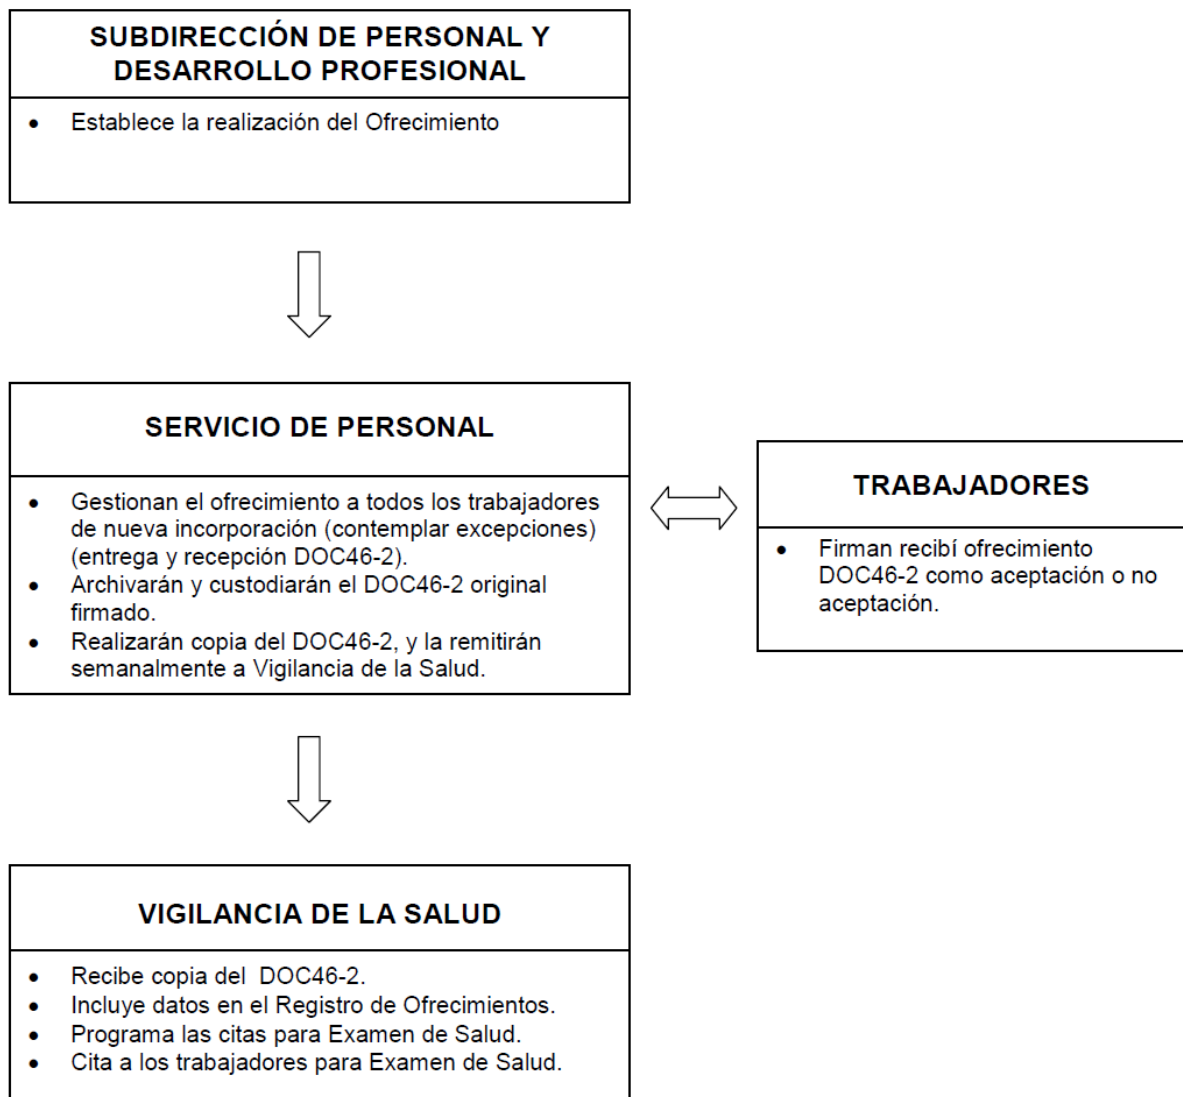 SUBDIRECCIÓN DE PERSONAL Y
DESARROLLO PROFESIONAL
• Establece la realización del Ofrecimiento
SERVICIO DE PERSONAL
• Gestionan el ofrecimiento a todos los trabajadores
de nueva incorporación (contemplar excepciones)
(entrega y recepción DOC46-2).
• Archivarán y custodiarán el DOC46-2 original
firmado.
• Realizarán copia del DOC46-2, y la remitirán
semanalmente a Vigilancia de la Salud.
TRABAJADORES
• Firman recibí ofrecimiento
DOC46-2 como aceptación o no
aceptación.
VIGILANCIA DE LA SALUD
• Recibe copia del DOC46-2.
• Incluye datos en el Registro de Ofrecimientos.
• Programa las citas para Examen de Salud.
• Cita a los trabajadores para Examen de Salud.